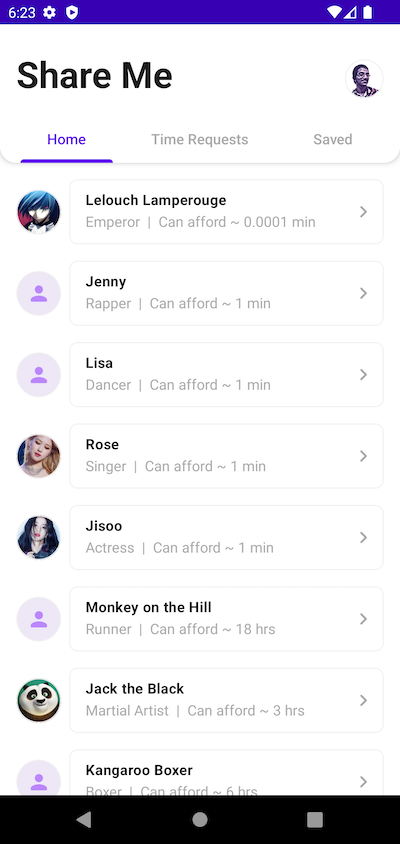 6:23
Share Me
Home Time Requests Saved
Lelouch Lamperouge
Emperor | Can afford ~ 0.0001 min
Jenny
Rapper | Can afford ~ 1 min
Lisa
Dancer | Can afford ~ 1 min
Rose
Singer | Can afford ~ 1 min
Jisoo
Actress | Can afford ~ 1 min
Monkey on the Hill
Runner | Can afford ~ 18 hrs
Jack the Black
Martial Artist | Can afford ~ 3 hrs
Kangaroo Boxer
Boxer | Can afford ~ 6 hrs